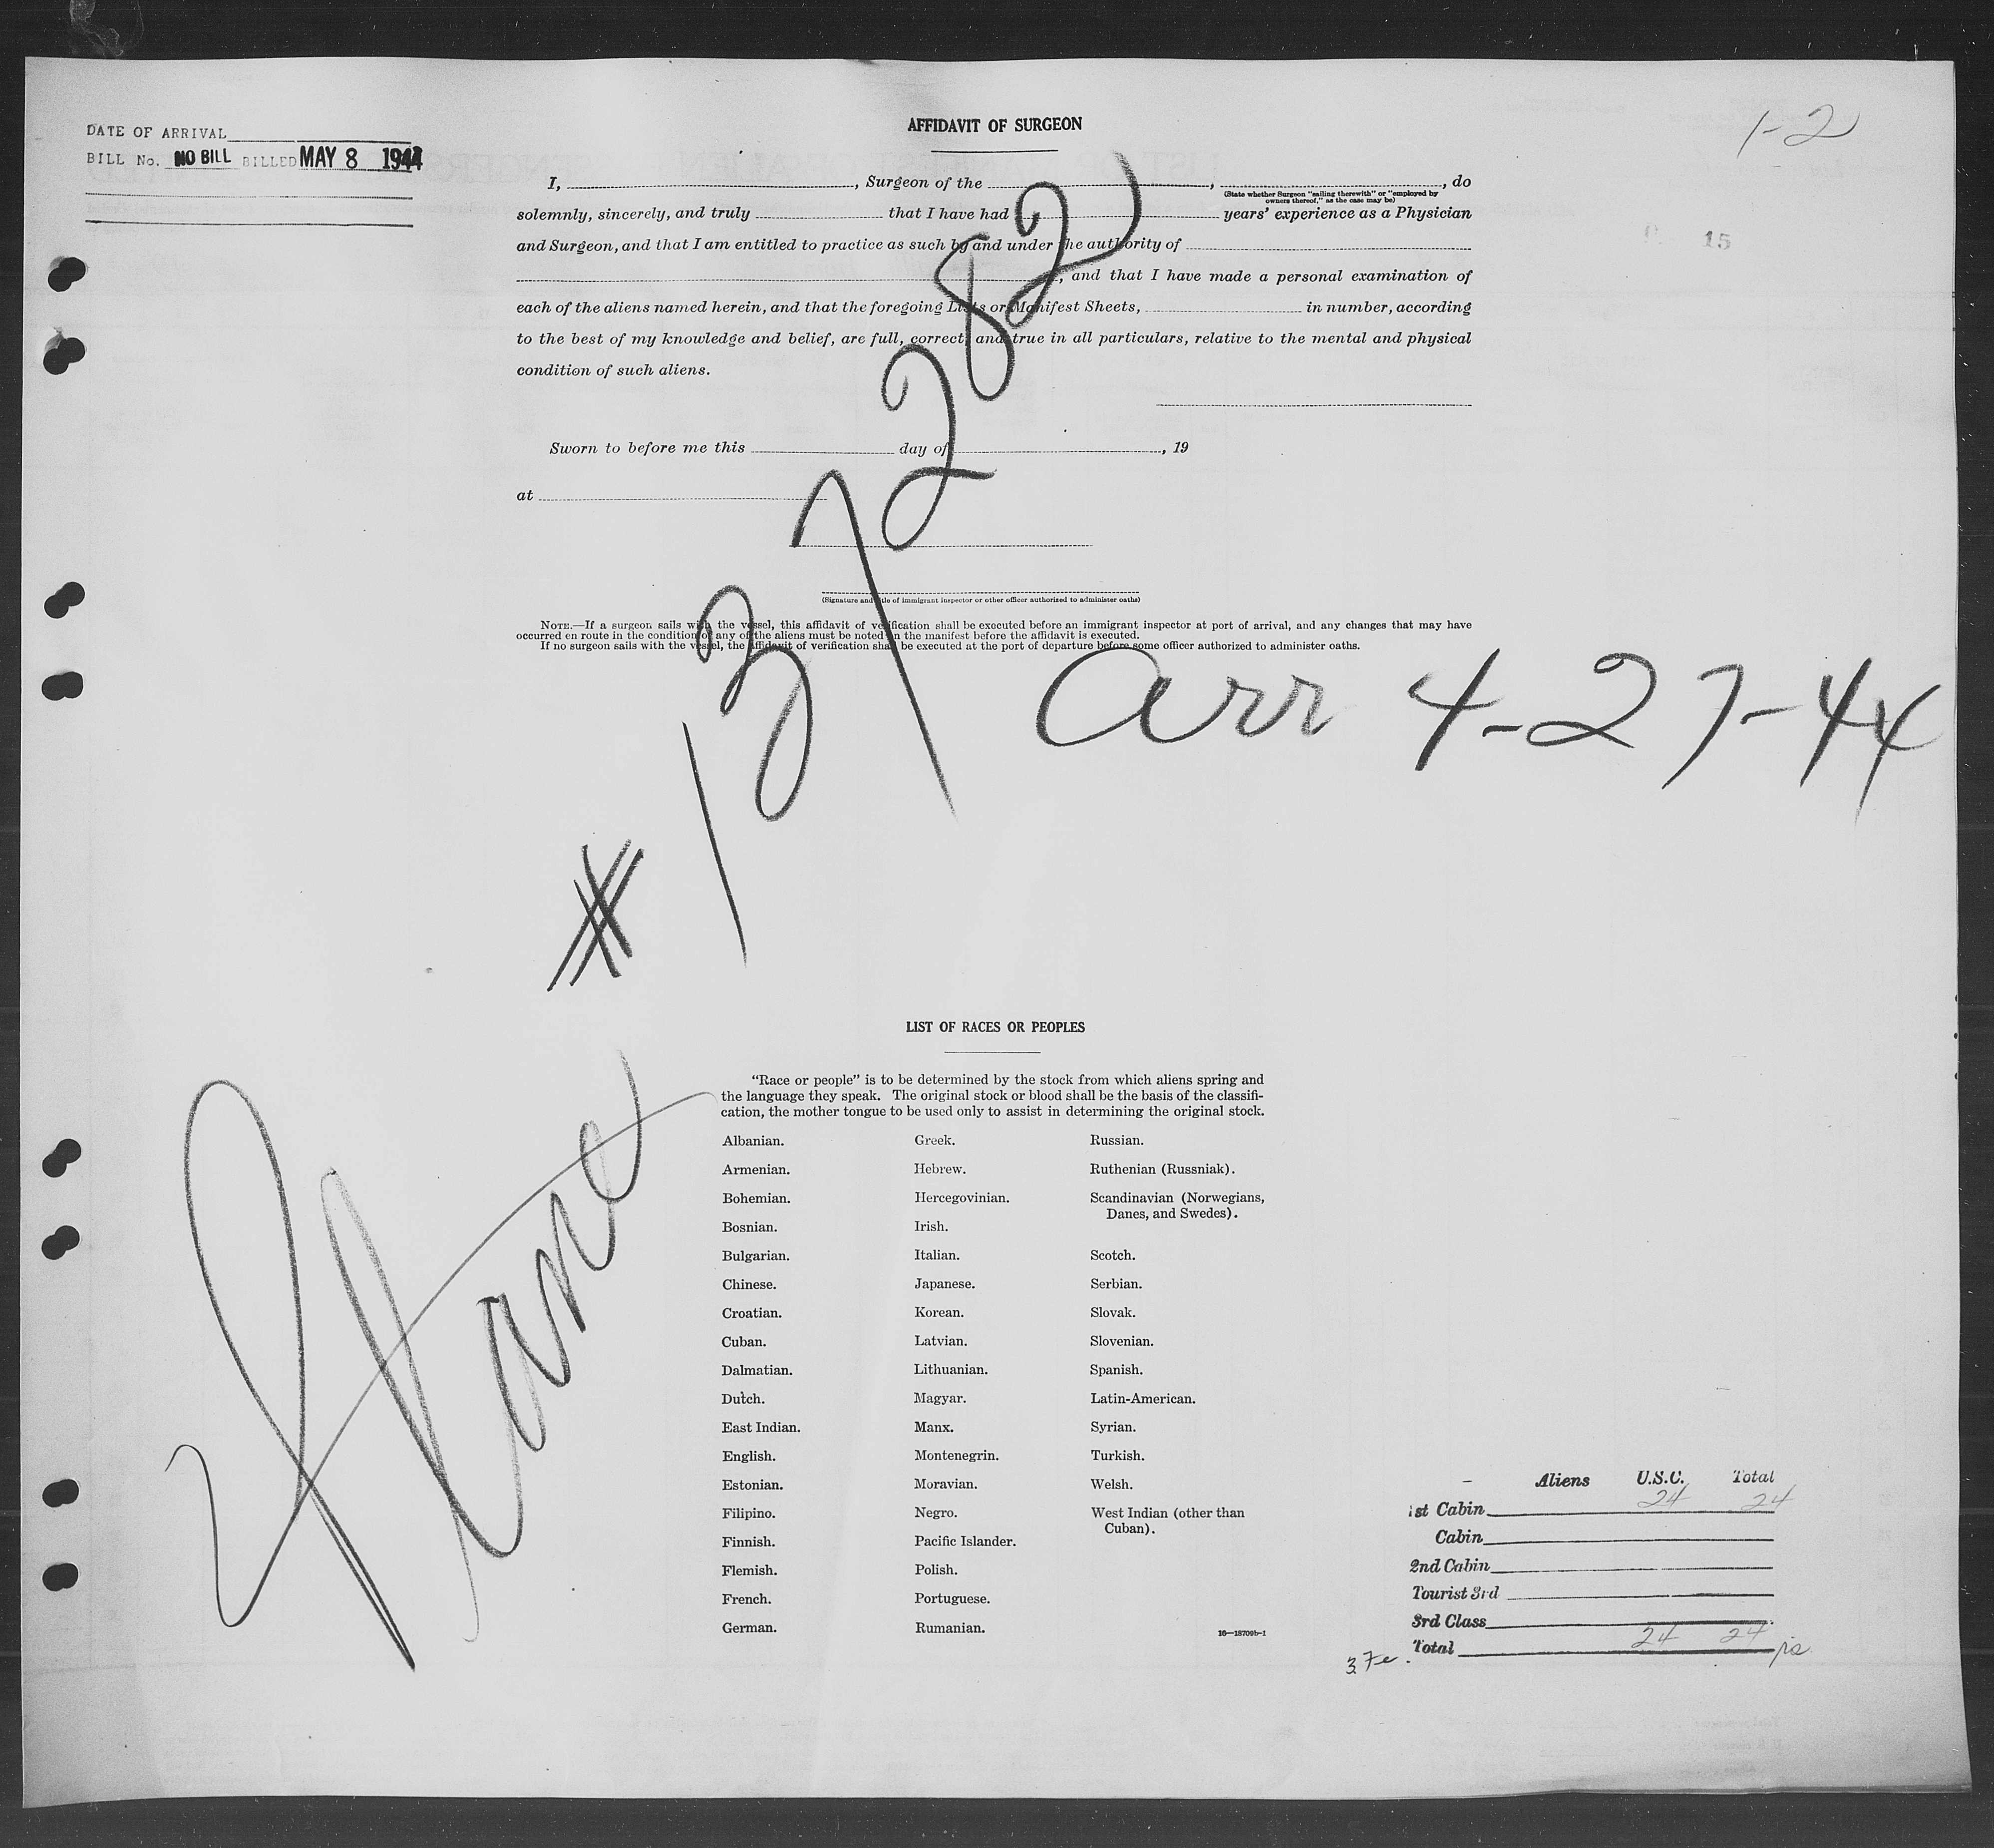 DATE OF ARRIVAL
BILL No. NO BILL BILLED MAY 8 1944
1-2
15
AFFIDAVIT OF SURGEON
I, , Surgeon of the , , do
(State whether Surgeon "sailing therewith" or "employed by
owners thereof," as the case may be)
solemnly, sincerely, and truly that I have had years' experience as a Physician
and Surgeon, and that I am entitled to practice as such by and under the authority of
, and that I have made a personal examination of
each of the aliens named herein, and that the foregoing Lists or Manifest Sheets, in number, according
to the best of my knowledge and belief, are full, correct, and true in all particulars, relative to the mental and physical
condition of such aliens.
Sworn to before me this day of , 19
at
(Signature and title of immigrant inspector or other officer authorized to administer oaths)
NOTE.—If a surgeon sails with the vessel, this affidavit of verification shall be executed before an immigrant inspector at port of arrival, and any changes that may have
occurred en route in the condition of any of the aliens must be noted on the manifest before the affidavit is executed.
If no surgeon sails with the vessel, the affidavit of verification shall be executed at the port of departure before some officer authorized to administer oaths.
# 137282
arr 4-27-44
Plane
LIST OF RACES OR PEOPLES
"Race or people" is to be determined by the stock from which aliens spring and
the language they speak. The original stock or blood shall be the basis of the classifi-
cation, the mother tongue to be used only to assist in determining the original stock.
Albanian.
Armenian.
Bohemian.
Bosnian.
Bulgarian.
Chinese.
Croatian.
Cuban.
Dalmatian.
Dutch.
East Indian.
English.
Estonian.
Filipino.
Finnish.
Flemish.
French.
German.
Greek.
Hebrew.
Hercegovinian.
Irish.
Italian.
Japanese.
Korean.
Latvian.
Lithuanian.
Magyar.
Manx.
Montenegrin.
Moravian.
Negro.
Pacific Islander.
Polish.
Portuguese.
Rumanian.
Russian.
Ruthenian (Russniak).
Scandinavian (Norwegians,
Danes, and Swedes).
Scotch.
Serbian.
Slovak.
Slovenian.
Spanish.
Latin-American.
Syrian.
Turkish.
Welsh.
West Indian (other than
Cuban).
16—18709b-1
Aliens U.S.C. Total
1st Cabin 24 24
Cabin
2nd Cabin
Tourist 3rd
3rd Class
Total 24 24